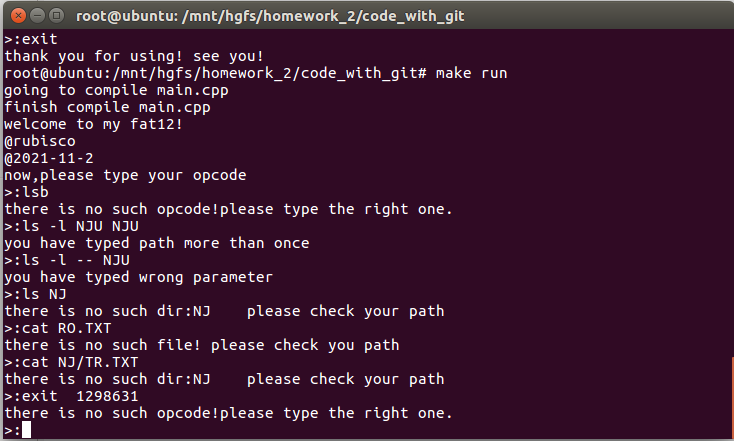 root@ubuntu: /mnt/hgfs/homework_2/code_with_git
>:exit
thank you for using! see you!
root@ubuntu:/mnt/hgfs/homework_2/code_with_git# make run
going to compile main.cpp
finish compile main.cpp
welcome to my fat12!
@rubisco
@2021-11-2
now,please type your opcode
>:lsb
there is no such opcode!please type the right one.
>:ls -l NJU NJU
you have typed path more than once
>:ls -l -- NJU
you have typed wrong parameter
>:ls NJ
there is no such dir:NJ    please check your path
>:cat RO.TXT
there is no such file! please check you path
>:cat NJ/TR.TXT
there is no such dir:NJ    please check your path
>:exit  1298631
there is no such opcode!please type the right one.
>: